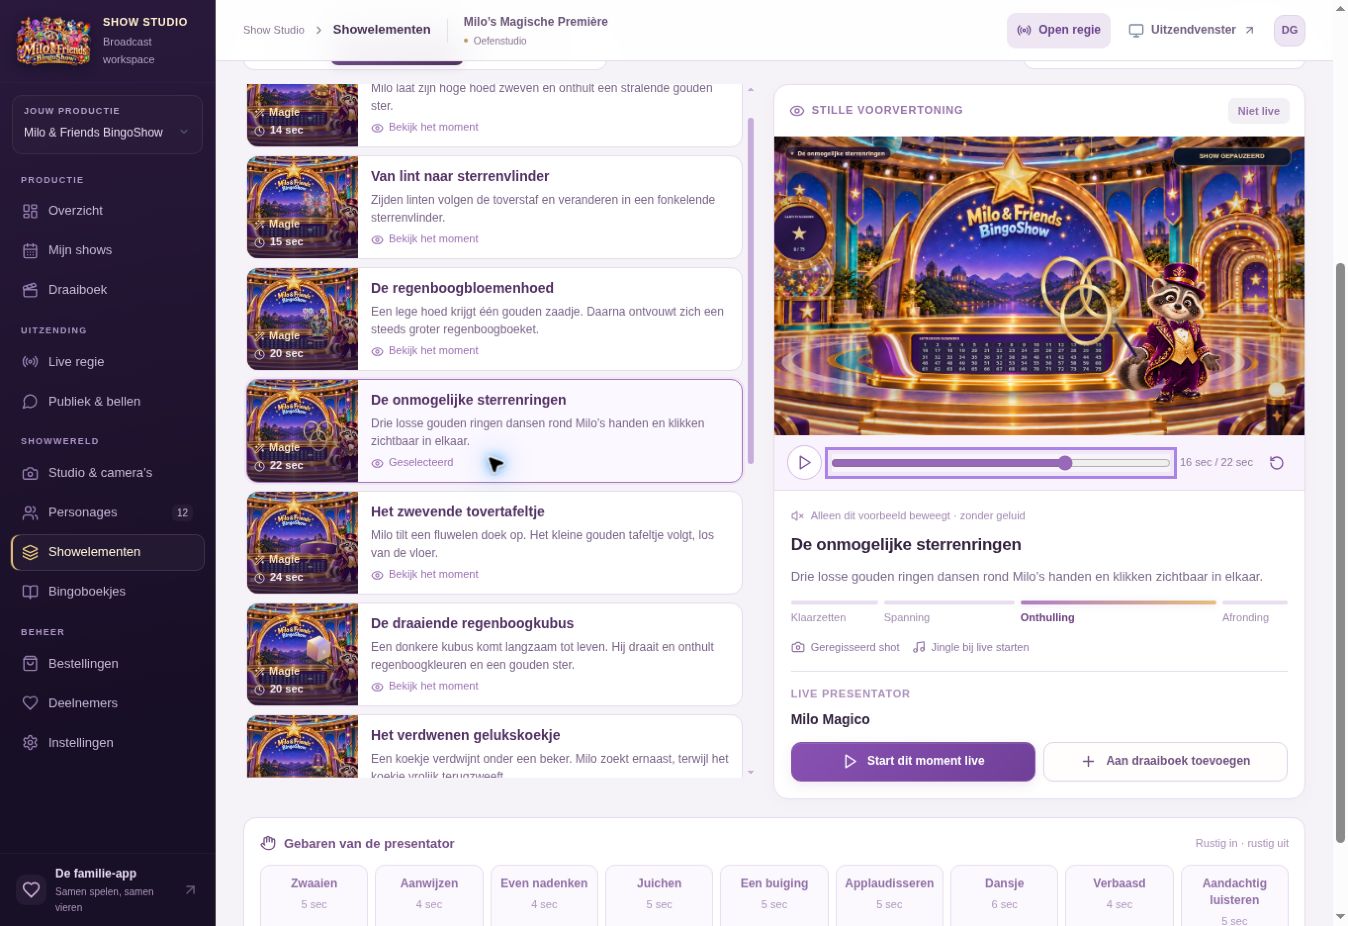 Milo & Friends
BingoShow
SHOW STUDIO
Broadcast
workspace
JOUW PRODUCTIE
Milo & Friends BingoShow
PRODUCTIE
Overzicht
Mijn shows
Draaiboek
UITZENDING
Live regie
Publiek & bellen
SHOWWERELD
Studio & camera's
Personages
12
Showelementen
Bingoboekjes
BEHEER
Bestellingen
Deelnemers
Instellingen
De familie-app
Samen spelen, samen
vieren
Show Studio
Showelementen
Milo's Magische Première
Oefenstudio
Open regie
Uitzendvenster
DG
Milo laat zijn hoge hoed zweven en onthult een stralende gouden
ster.
Bekijk het moment
Magie
14 sec
Van lint naar sterrenvlinder
Zijden linten volgen de toverstaf en veranderen in een fonkelende
sterrenvlinder.
Bekijk het moment
Magie
15 sec
De regenboogbloemenhoed
Een lege hoed krijgt één gouden zaadje. Daarna ontvouwt zich een
steeds groter regenboogboeket.
Bekijk het moment
Magie
20 sec
De onmogelijke sterrenringen
Drie losse gouden ringen dansen rond Milo's handen en klikken
zichtbaar in elkaar.
Geselecteerd
Magie
22 sec
Het zwevende tovertafeltje
Milo tilt een fluwelen doek op. Het kleine gouden tafeltje volgt, los
van de vloer.
Bekijk het moment
Magie
24 sec
De draaiende regenboogkubus
Een donkere kubus komt langzaam tot leven. Hij draait en onthult
regenboogkleuren en een gouden ster.
Bekijk het moment
Magie
20 sec
Het verdwenen gelukskoekje
Een koekje verdwijnt onder een beker. Milo zoekt ernaast, terwijl het
koekje vrolijk terugzweeft.
STILLE VOORVERTONING
Niet live
De onmogelijke sterrenringen
SHOW GEPAUZEERD
Milo & Friends
BingoShow
0 / 75
16 sec / 22 sec
Alleen dit voorbeeld beweegt · zonder geluid
De onmogelijke sterrenringen
Drie losse gouden ringen dansen rond Milo's handen en klikken zichtbaar in elkaar.
Klaarzetten
Spanning
Onthulling
Afronding
Geregisseerd shot
Jingle bij live starten
LIVE PRESENTATOR
Milo Magico
Start dit moment live
Aan draaiboek toevoegen
Gebaren van de presentator
Rustig in · rustig uit
Zwaaien
5 sec
Aanwijzen
4 sec
Even nadenken
4 sec
Juichen
5 sec
Een buiging
5 sec
Applaudisseren
5 sec
Dansje
6 sec
Verbaasd
4 sec
Aandachtig
luisteren
5 sec